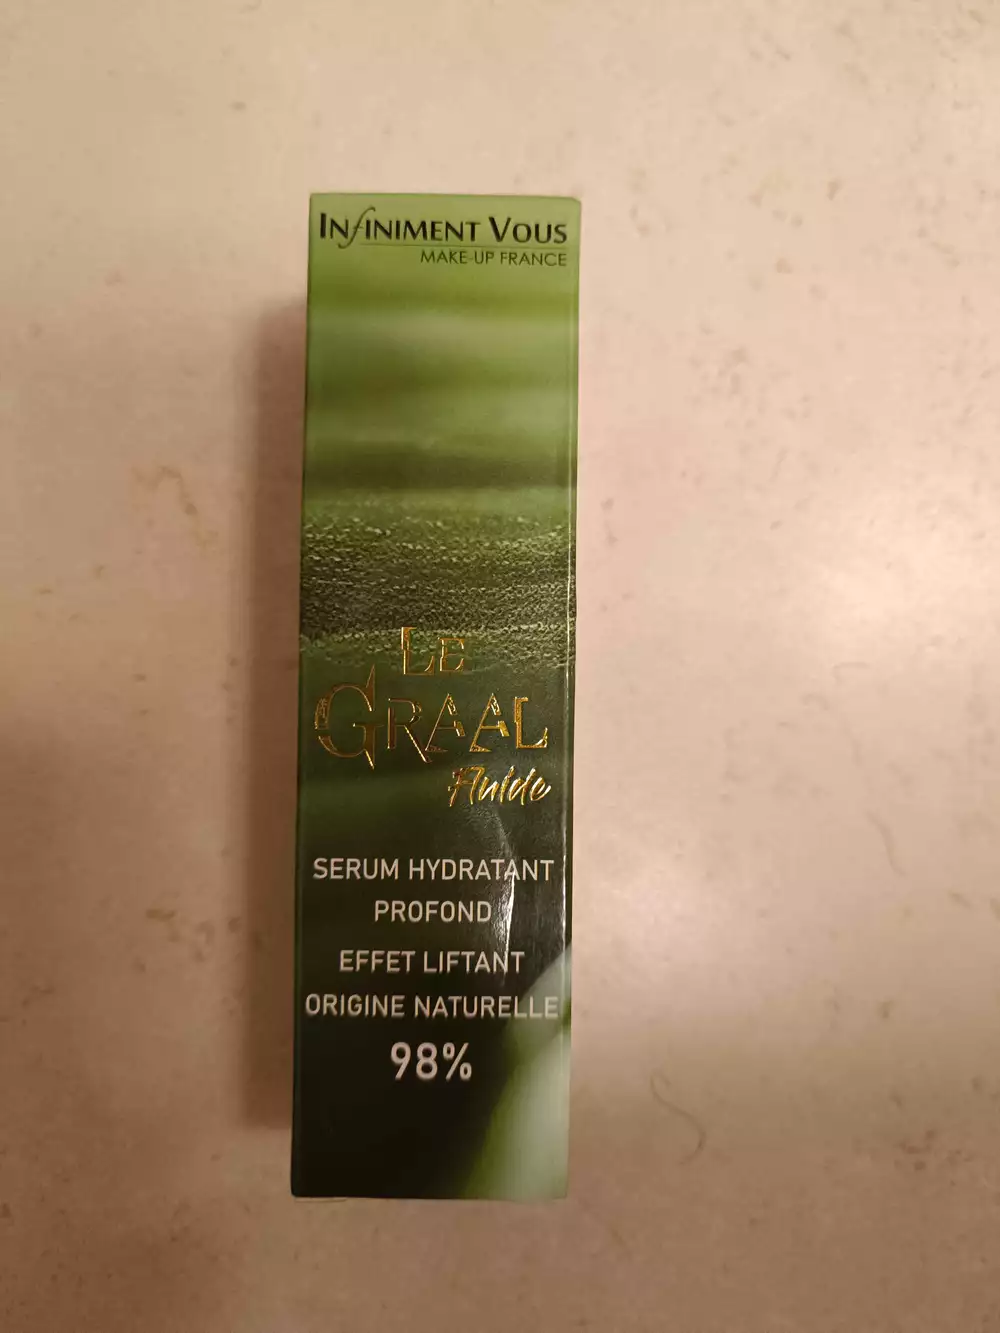 INFINIMENT VOUS
MAKE-UP FRANCE
LE
GRAAL
Fluide
SERUM HYDRATANT
PROFOND
EFFET LIFTANT
ORIGINE NATURELLE
98%